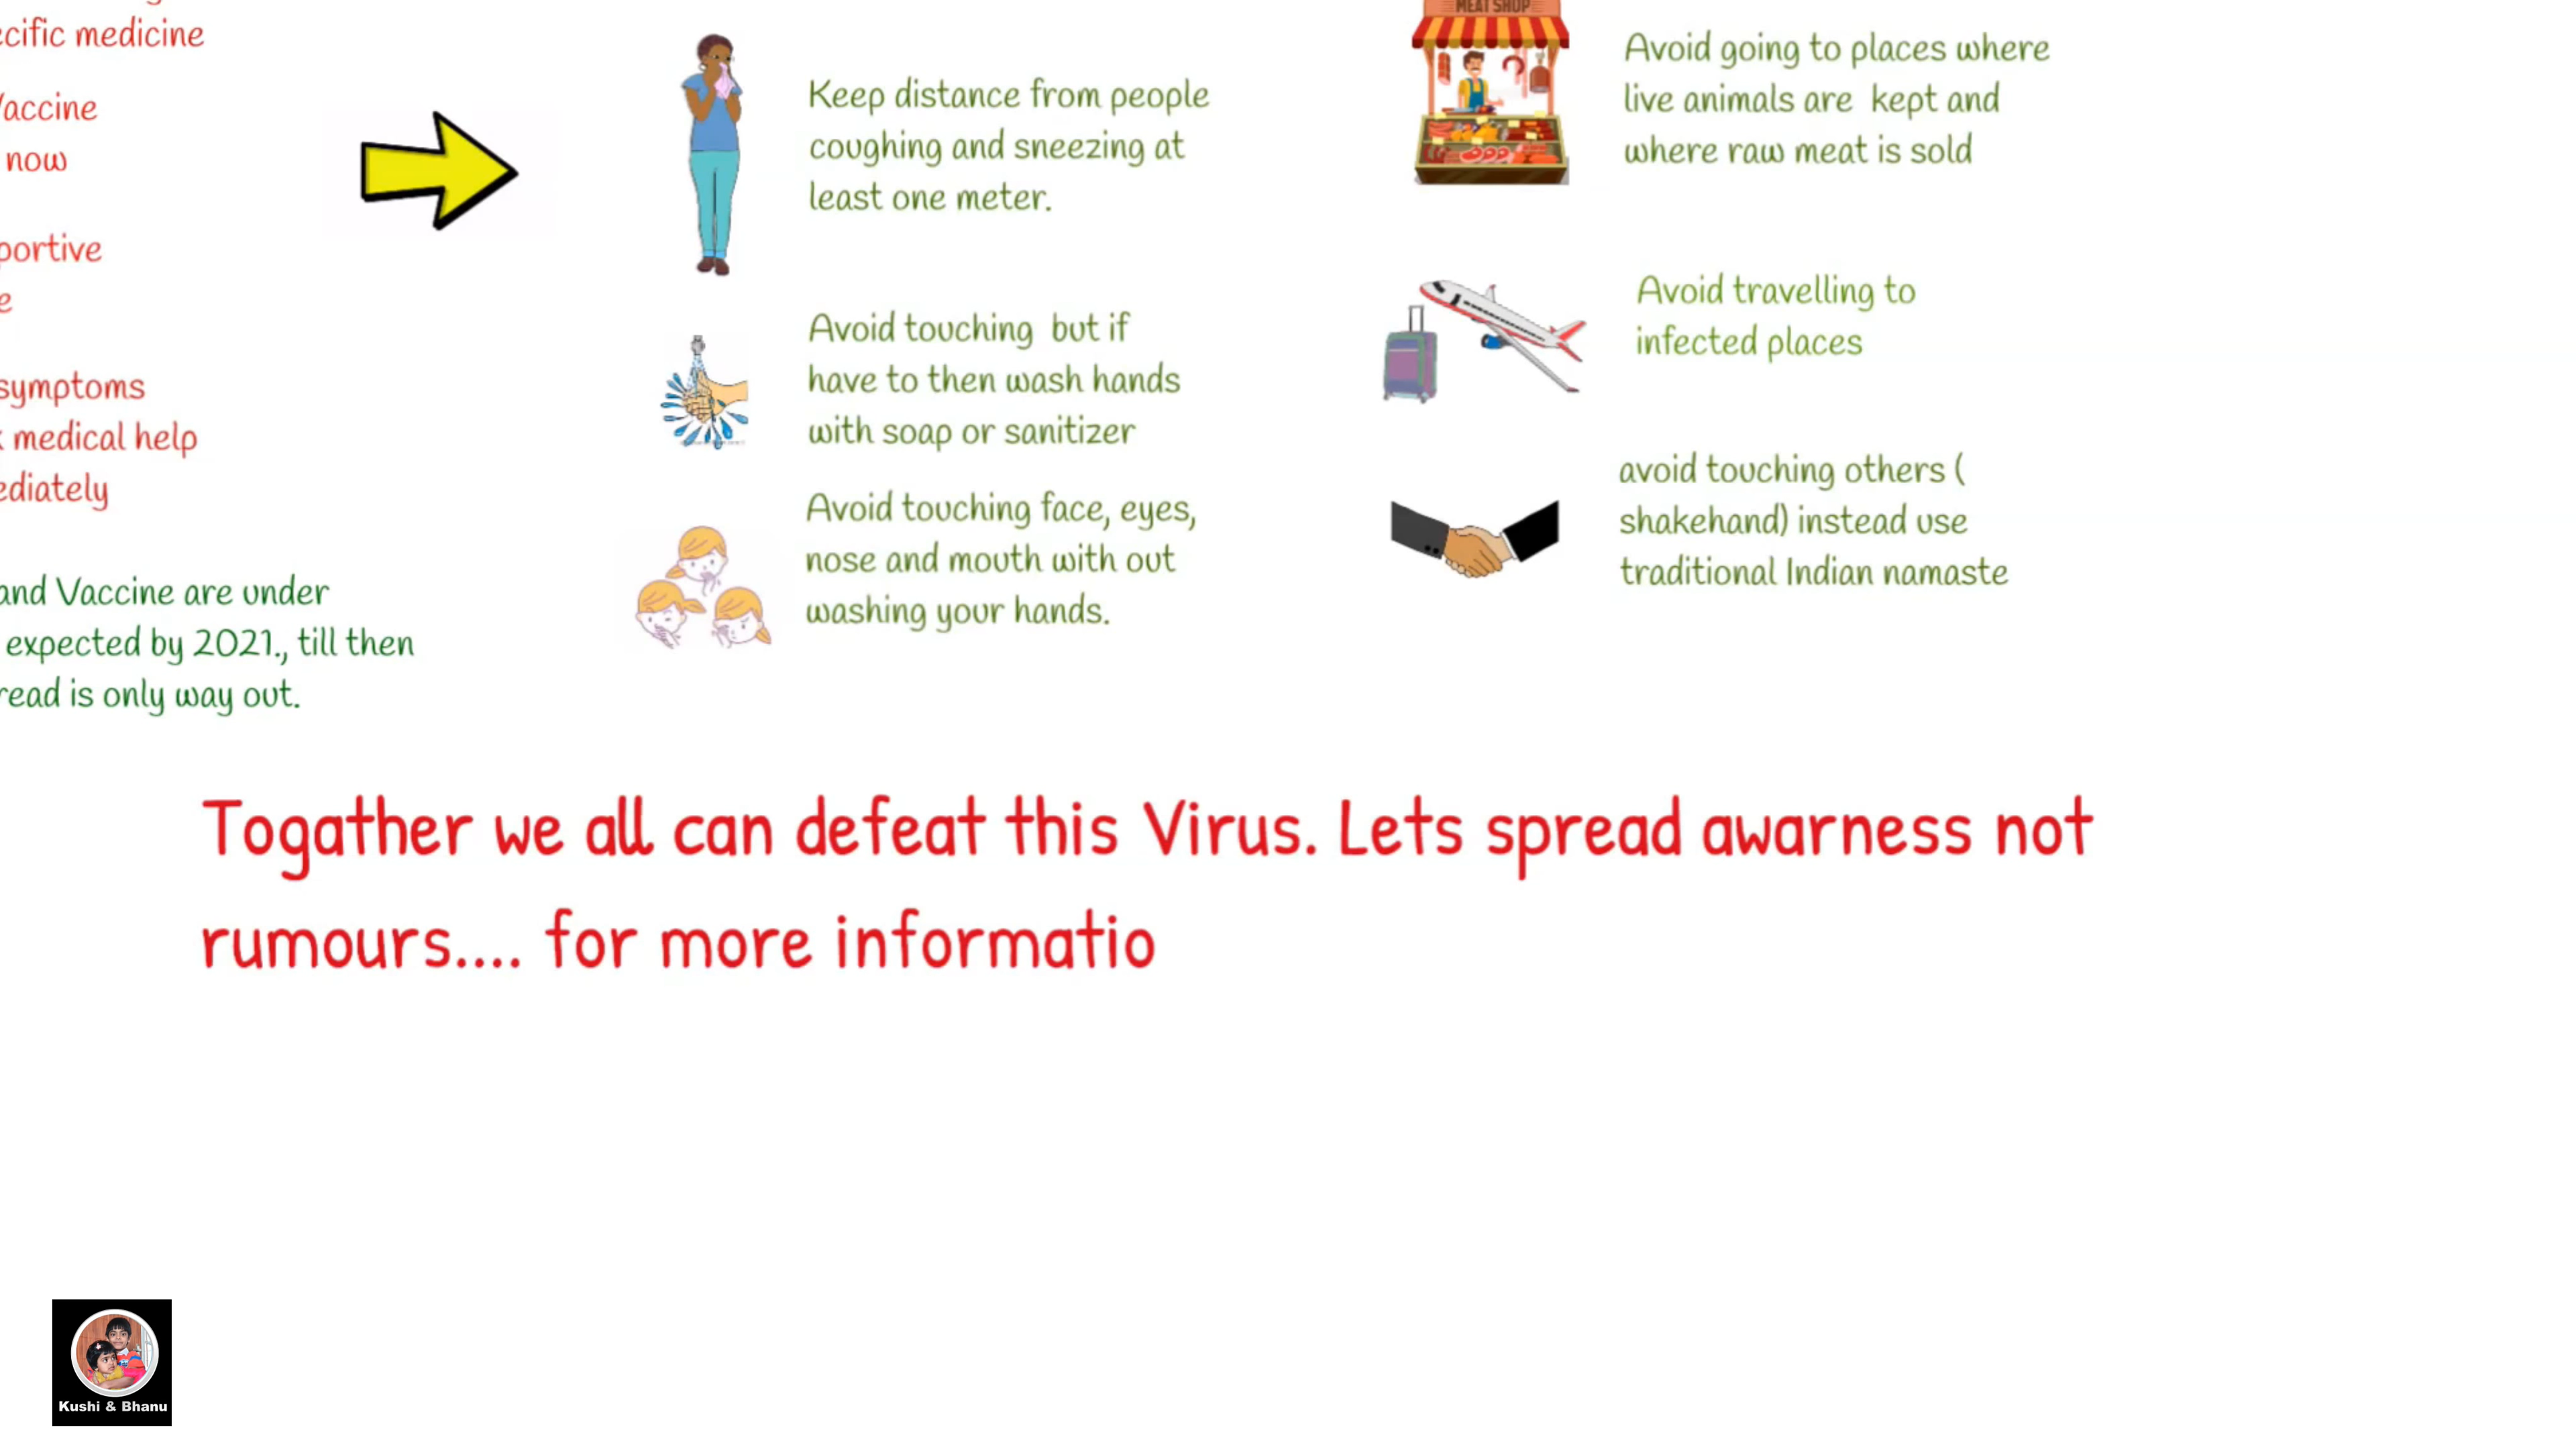 cific medicine
accine
now
portive
e
symptoms
medical help
ediately
and Vaccine are under
expected by 2021., till then
read is only way out.
Keep distance from people
coughing and sneezing at
least one meter.
Avoid touching but if
have to then wash hands
with soap or sanitizer
Avoid touching face, eyes,
nose and mouth with out
washing your hands.
MEAT SHOP
Avoid going to places where
live animals are kept and
where raw meat is sold
Avoid travelling to
infected places
avoid touching others (
shakehand) instead use
traditional Indian namaste
Togather we all can defeat this Virus. Lets spread awarness not
rumours.... for more informatio
Kushi & Bhanu